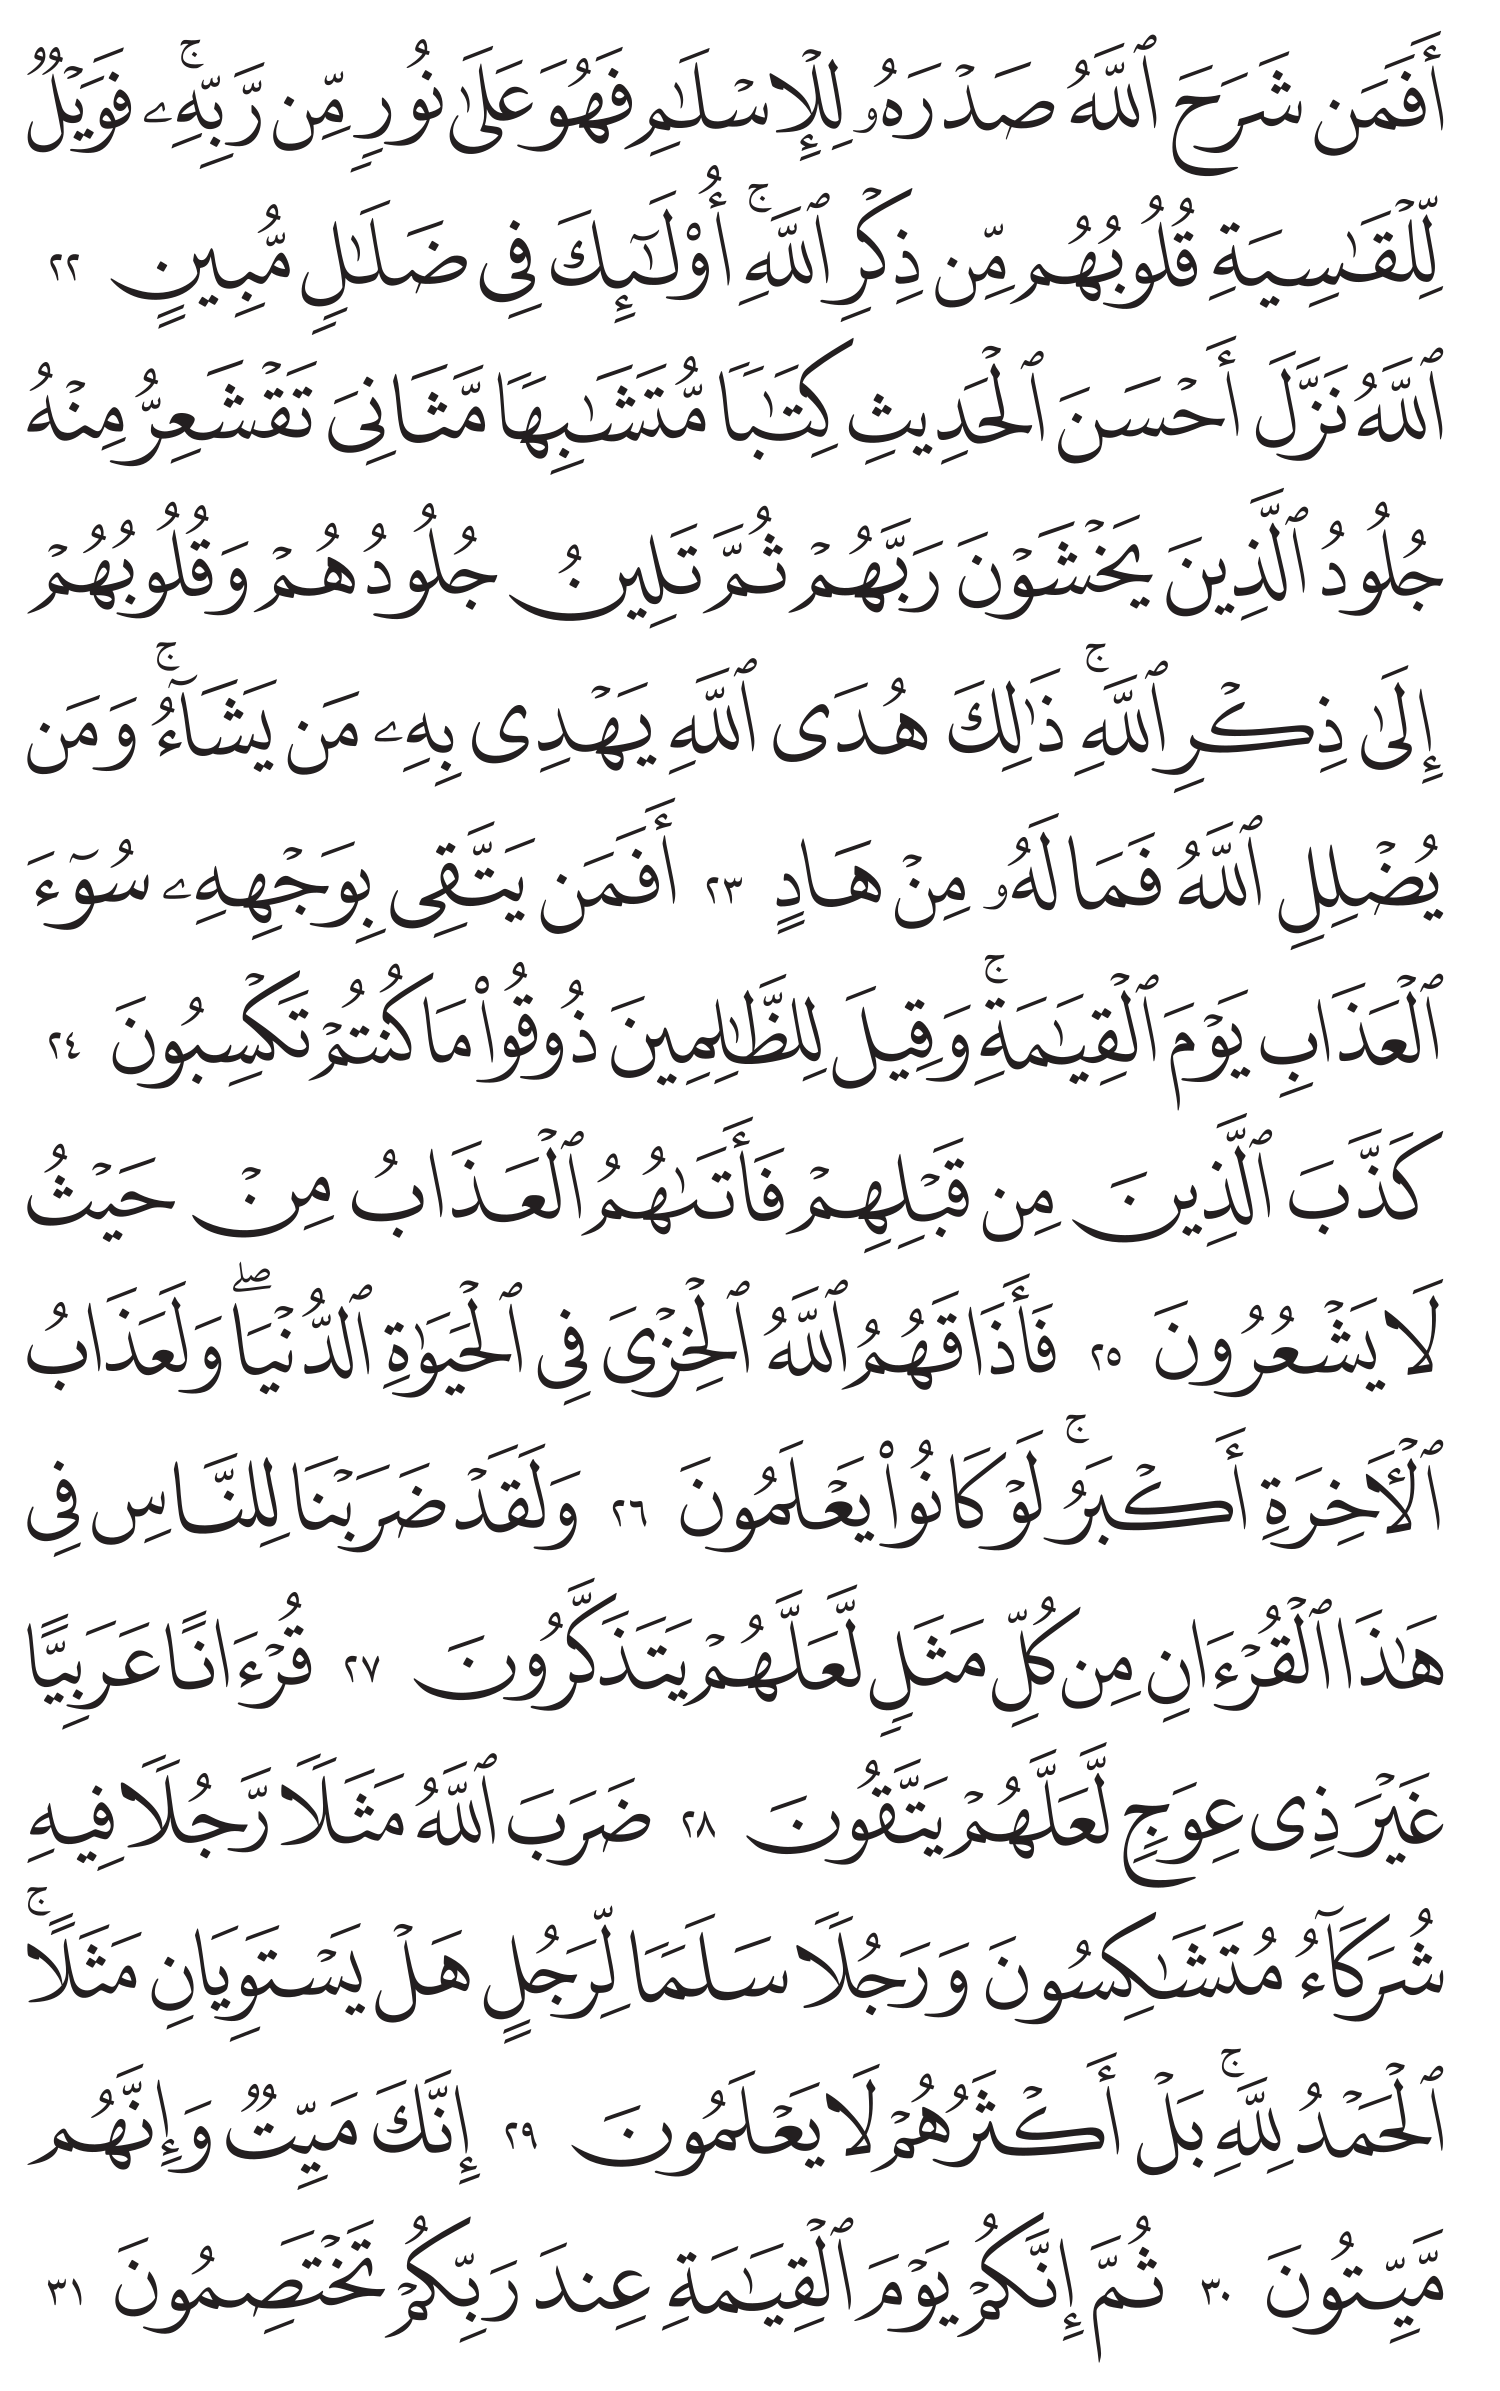 أَفَمَن شَرَحَ ٱللَّهُ صَدْرَهُۥ لِلْإِسْلَٰمِ فَهُوَ عَلَىٰ نُورٍ مِّن رَّبِّهِۦ ۚ فَوَيْلٌ
لِّلْقَٰسِيَةِ قُلُوبُهُم مِّن ذِكْرِ ٱللَّهِ ۚ أُو۟لَٰٓئِكَ فِى ضَلَٰلٍ مُّبِينٍ ٢٢
ٱللَّهُ نَزَّلَ أَحْسَنَ ٱلْحَدِيثِ كِتَٰبًا مُّتَشَٰبِهًا مَّثَانِىَ تَقْشَعِرُّ مِنْهُ
جُلُودُ ٱلَّذِينَ يَخْشَوْنَ رَبَّهُمْ ثُمَّ تَلِينُ جُلُودُهُمْ وَقُلُوبُهُمْ
إِلَىٰ ذِكْرِ ٱللَّهِ ۚ ذَٰلِكَ هُدَى ٱللَّهِ يَهْدِى بِهِۦ مَن يَشَآءُ ۚ وَمَن
يُضْلِلِ ٱللَّهُ فَمَا لَهُۥ مِنْ هَادٍ ٢٣ أَفَمَن يَتَّقِى بِوَجْهِهِۦ سُوٓءَ
ٱلْعَذَابِ يَوْمَ ٱلْقِيَٰمَةِ ۚ وَقِيلَ لِلظَّٰلِمِينَ ذُوقُوا۟ مَا كُنتُمْ تَكْسِبُونَ ٢٤
كَذَّبَ ٱلَّذِينَ مِن قَبْلِهِمْ فَأَتَىٰهُمُ ٱلْعَذَابُ مِنْ حَيْثُ
لَا يَشْعُرُونَ ٢٥ فَأَذَاقَهُمُ ٱللَّهُ ٱلْخِزْىَ فِى ٱلْحَيَوٰةِ ٱلدُّنْيَا ۖ وَلَعَذَابُ
ٱلْـَٔاخِرَةِ أَكْبَرُ ۚ لَوْ كَانُوا۟ يَعْلَمُونَ ٢٦ وَلَقَدْ ضَرَبْنَا لِلنَّاسِ فِى
هَٰذَا ٱلْقُرْءَانِ مِن كُلِّ مَثَلٍ لَّعَلَّهُمْ يَتَذَكَّرُونَ ٢٧ قُرْءَانًا عَرَبِيًّا
غَيْرَ ذِى عِوَجٍ لَّعَلَّهُمْ يَتَّقُونَ ٢٨ ضَرَبَ ٱللَّهُ مَثَلًا رَّجُلًا فِيهِ
شُرَكَآءُ مُتَشَٰكِسُونَ وَرَجُلًا سَلَمًا لِّرَجُلٍ هَلْ يَسْتَوِيَانِ مَثَلًا ۚ
ٱلْحَمْدُ لِلَّهِ ۚ بَلْ أَكْثَرُهُمْ لَا يَعْلَمُونَ ٢٩ إِنَّكَ مَيِّتٌ وَإِنَّهُم
مَّيِّتُونَ ٣٠ ثُمَّ إِنَّكُمْ يَوْمَ ٱلْقِيَٰمَةِ عِندَ رَبِّكُمْ تَخْتَصِمُونَ ٣١